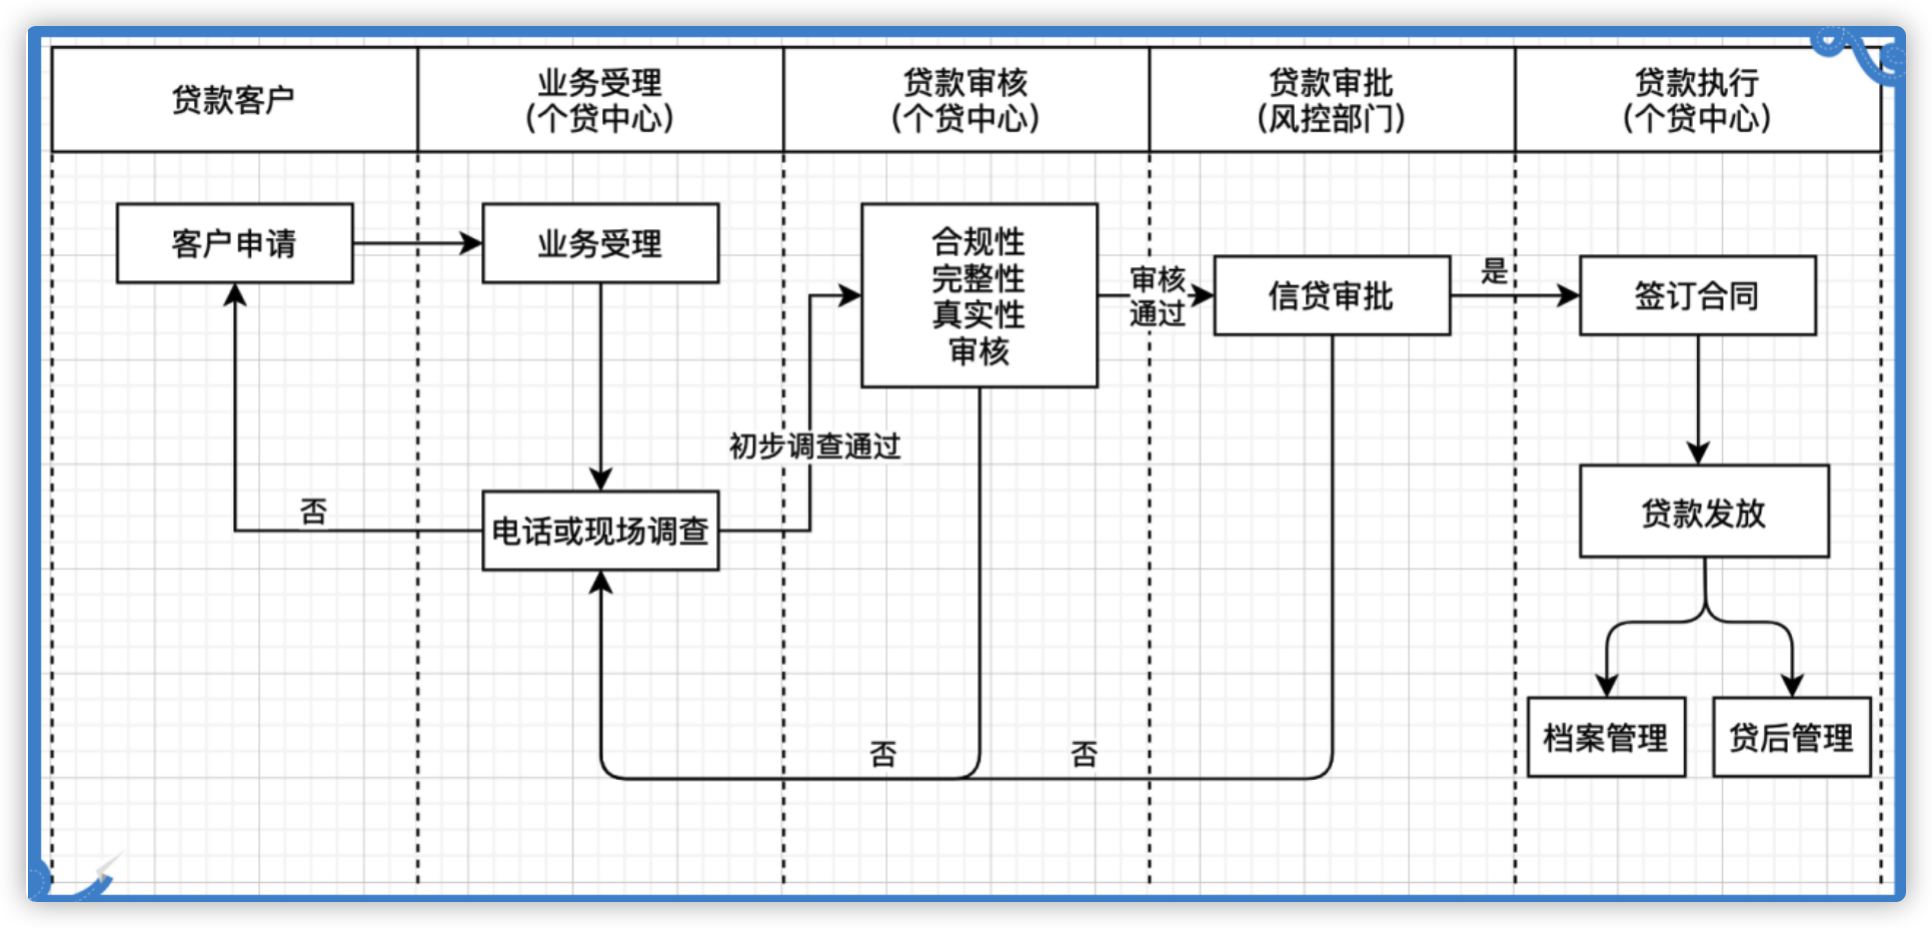 贷款客户
业务受理
(个贷中心)
贷款审核
(个贷中心)
贷款审批
(风控部门)
贷款执行
(个贷中心)
客户申请
业务受理
合规性
完整性
真实性
审核
审核
通过
信贷审批
是
签订合同
初步调查通过
否
电话或现场调查
贷款发放
否
否
档案管理
贷后管理